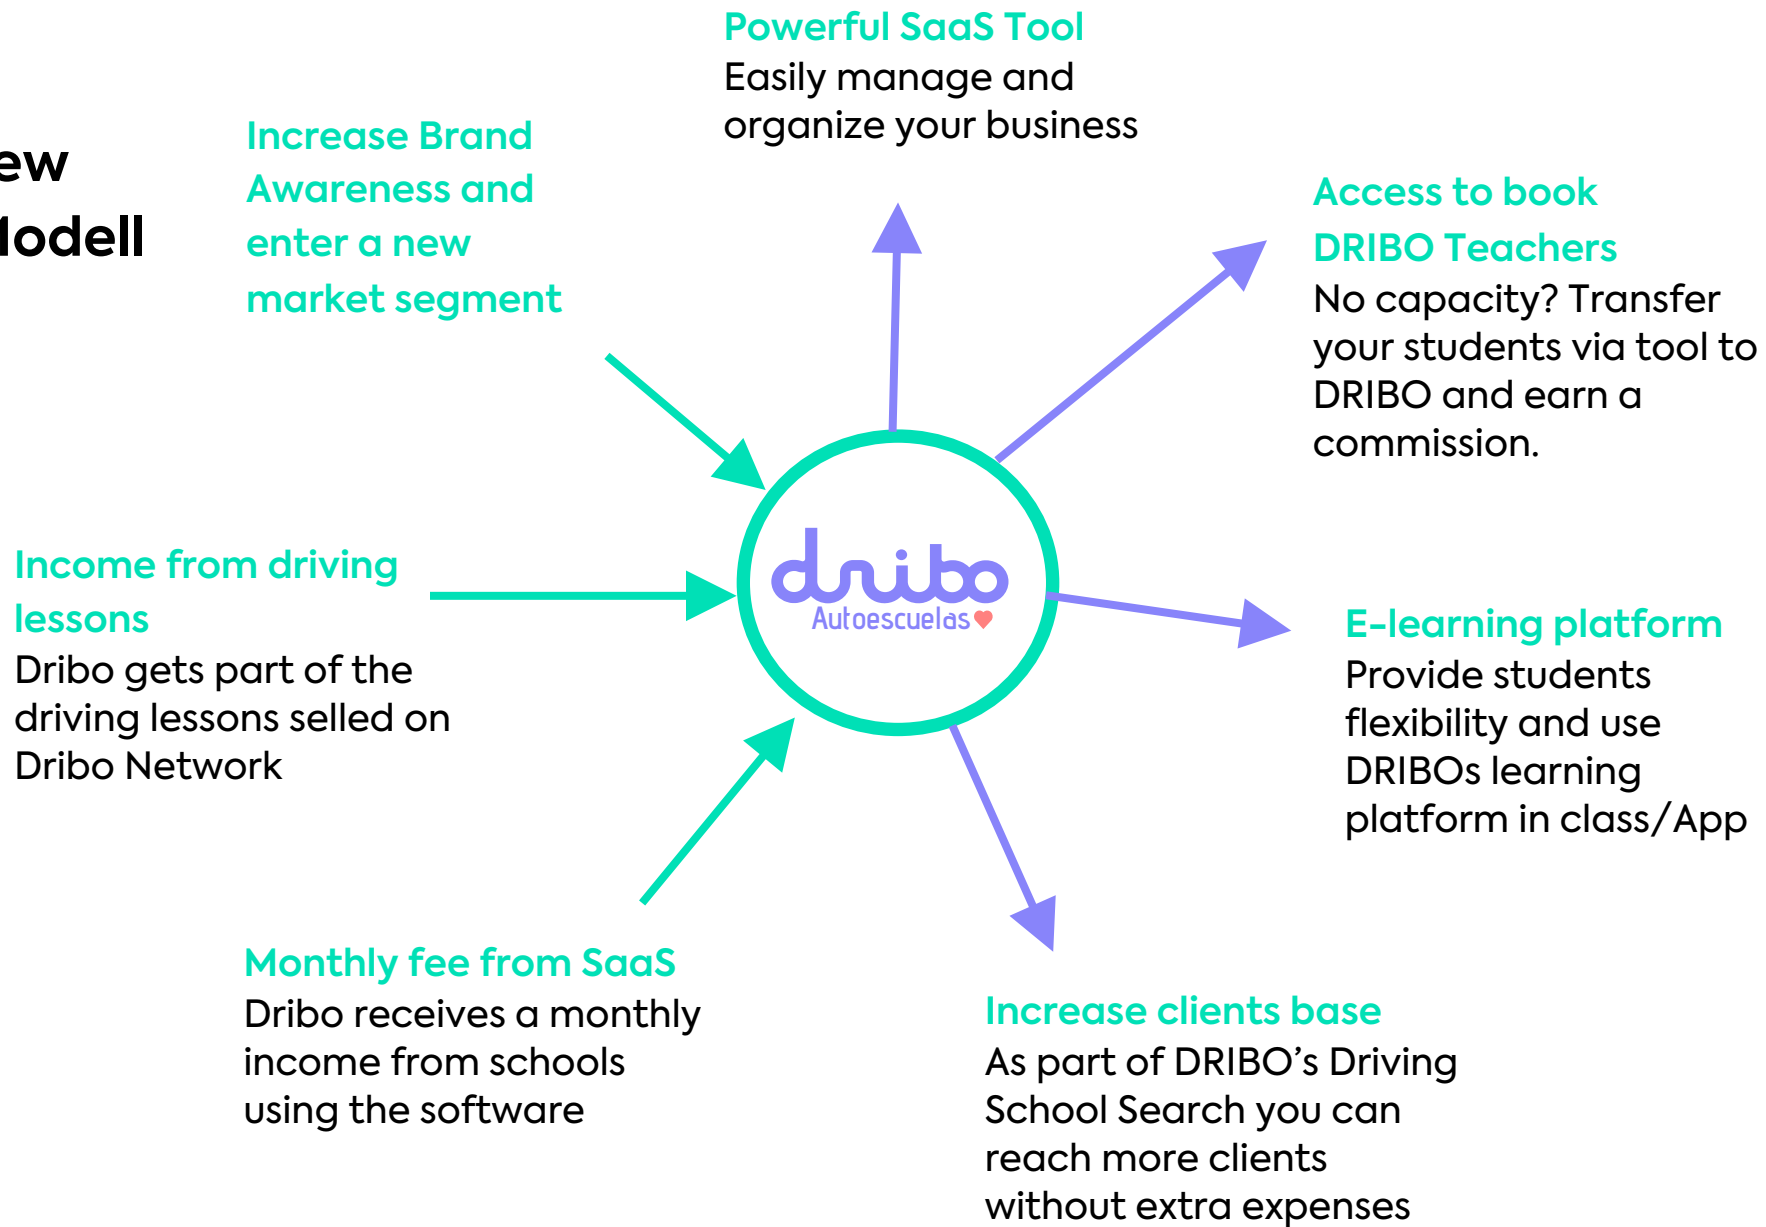 ew
Modell
Powerful SaaS Tool
Easily manage and
organize your business
Increase Brand
Awareness and
enter a new
market segment
Access to book
DRIBO Teachers
No capacity? Transfer
your students via tool to
DRIBO and earn a
commission.
dribo
Autoescuelas
Income from driving
lessons
Dribo gets part of the
driving lessons selled on
Dribo Network
E-learning platform
Provide students
flexibility and use
DRIBOs learning
platform in class/App
Monthly fee from SaaS
Dribo receives a monthly
income from schools
using the software
Increase clients base
As part of DRIBO’s Driving
School Search you can
reach more clients
without extra expenses